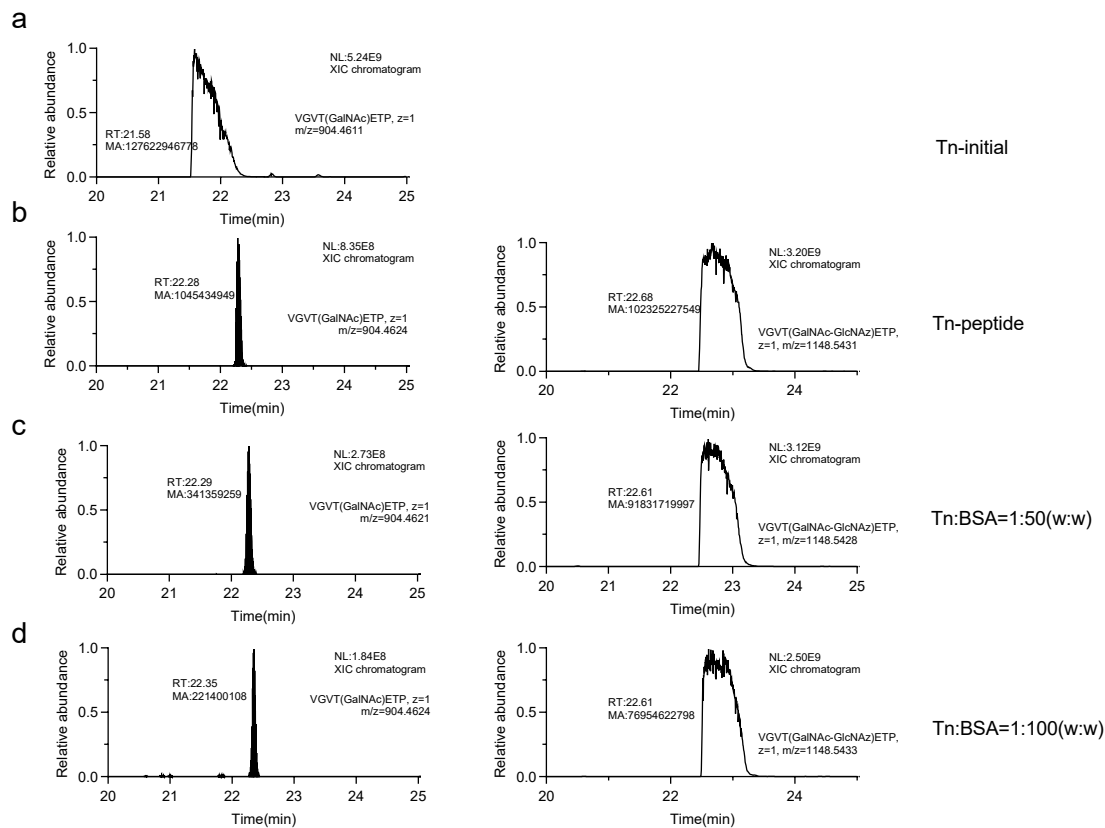 a
Relative abundance
1.0
0.5
0.0
NL:5.24E9
XIC chromatogram
VGVT(GalNAc)ETP, z=1
m/z=904.4611
RT:21.58
MA:127622946778
20 21 22 23 24 25
Time(min)
Tn-initial
b
Relative abundance
1.0
0.5
0.0
NL:8.35E8
XIC chromatogram
RT:22.28
MA:1045434949
VGVT(GalNAc)ETP, z=1
m/z=904.4624
20 21 22 23 24 25
Time(min)
Relative abundance
1.0
0.5
0.0
NL:3.20E9
XIC chromatogram
RT:22.68
MA:102325227549
VGVT(GalNAc-GlcNAz)ETP,
z=1, m/z=1148.5431
20 21 22 23 24
Time(min)
Tn-peptide
c
Relative abundance
1.0
0.5
0.0
NL:2.73E8
XIC chromatogram
RT:22.29
MA:341359259
VGVT(GalNAc)ETP, z=1
m/z=904.4621
20 21 22 23 24 25
Time(min)
Relative abundance
1.0
0.5
0.0
NL:3.12E9
XIC chromatogram
RT:22.61
MA:91831719997
VGVT(GalNAc-GlcNAz)ETP,
z=1, m/z=1148.5428
20 21 22 23 24
Time(min)
Tn:BSA=1:50(w:w)
d
Relative abundance
1.0
0.5
0.0
NL:1.84E8
XIC chromatogram
RT:22.35
MA:221400108
VGVT(GalNAc)ETP, z=1
m/z=904.4624
20 21 22 23 24 25
Time(min)
Relative abundance
1.0
0.5
0.0
NL:2.50E9
XIC chromatogram
RT:22.61
MA:76954622798
VGVT(GalNAc-GlcNAz)ETP,
z=1, m/z=1148.5433
20 21 22 23 24
Time(min)
Tn:BSA=1:100(w:w)